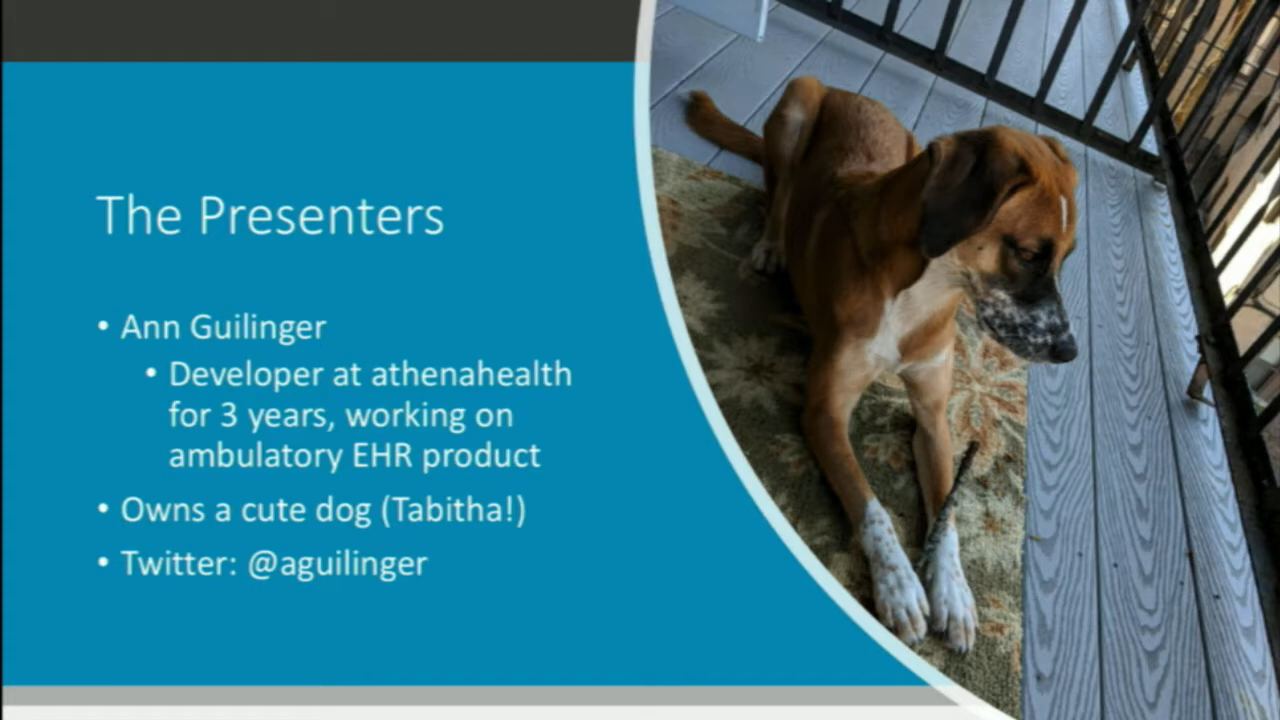 The Presenters
• Ann Guilinger
• Developer at athenahealth
for 3 years, working on
ambulatory EHR product
• Owns a cute dog (Tabitha!)
• Twitter: @aguilinger